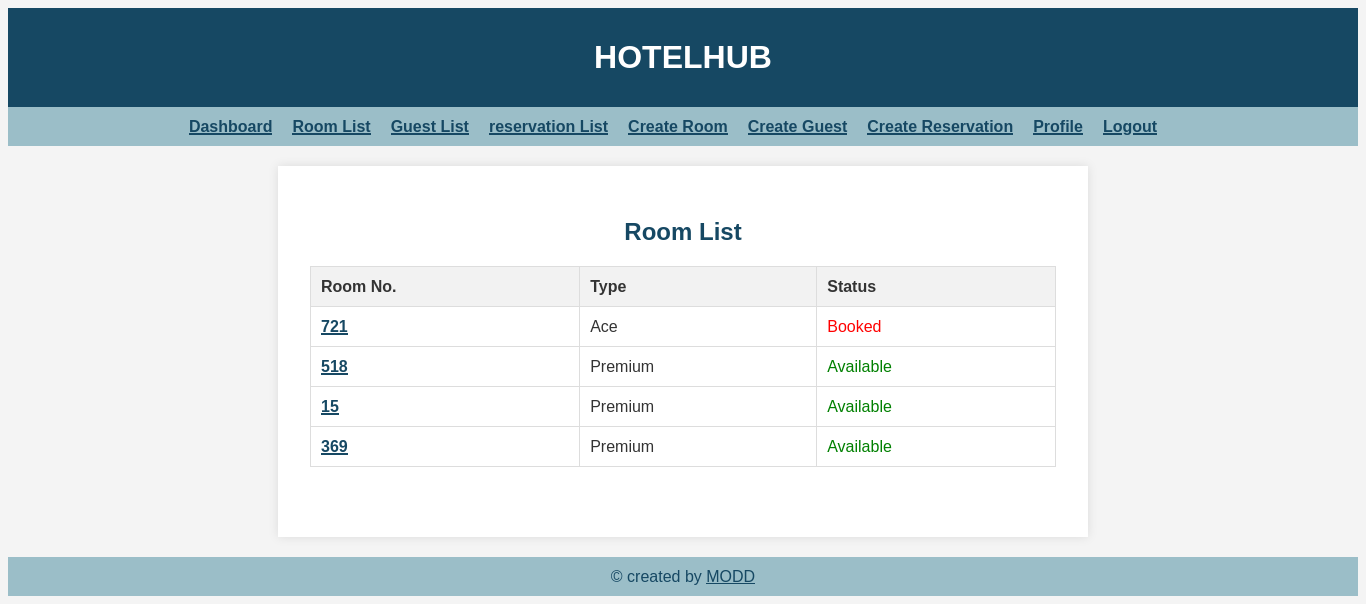 HOTELHUB
Dashboard Room List Guest List reservation List Create Room Create Guest Create Reservation Profile Logout
Room List
Room No. Type Status
721 Ace Booked
518 Premium Available
15 Premium Available
369 Premium Available
© created by MODD